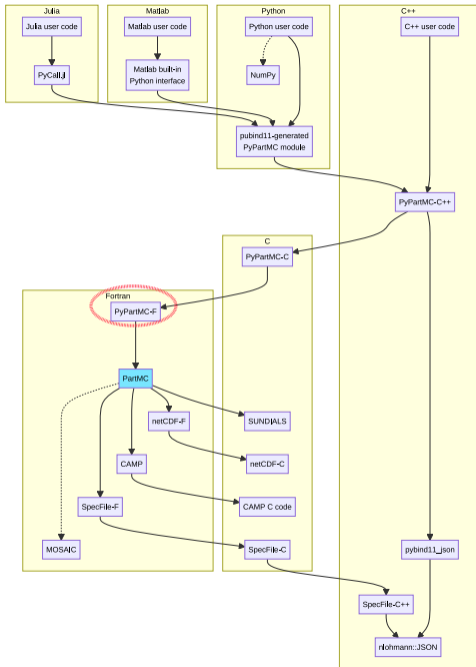 Julia
Matlab
Python
C++
Julia user code
Matlab user code
Python user code
C++ user code
PyCall.jl
Matlab built-in
Python interface
NumPy
pubind11-generated
PyPartMC module
PyPartMC-C++
C
PyPartMC-C
Fortran
PyPartMC-F
PartMC
netCDF-F
SUNDIALS
CAMP
netCDF-C
SpecFile-F
CAMP C code
MOSAIC
SpecFile-C
pybind11_json
SpecFile-C++
nlohmann::JSON